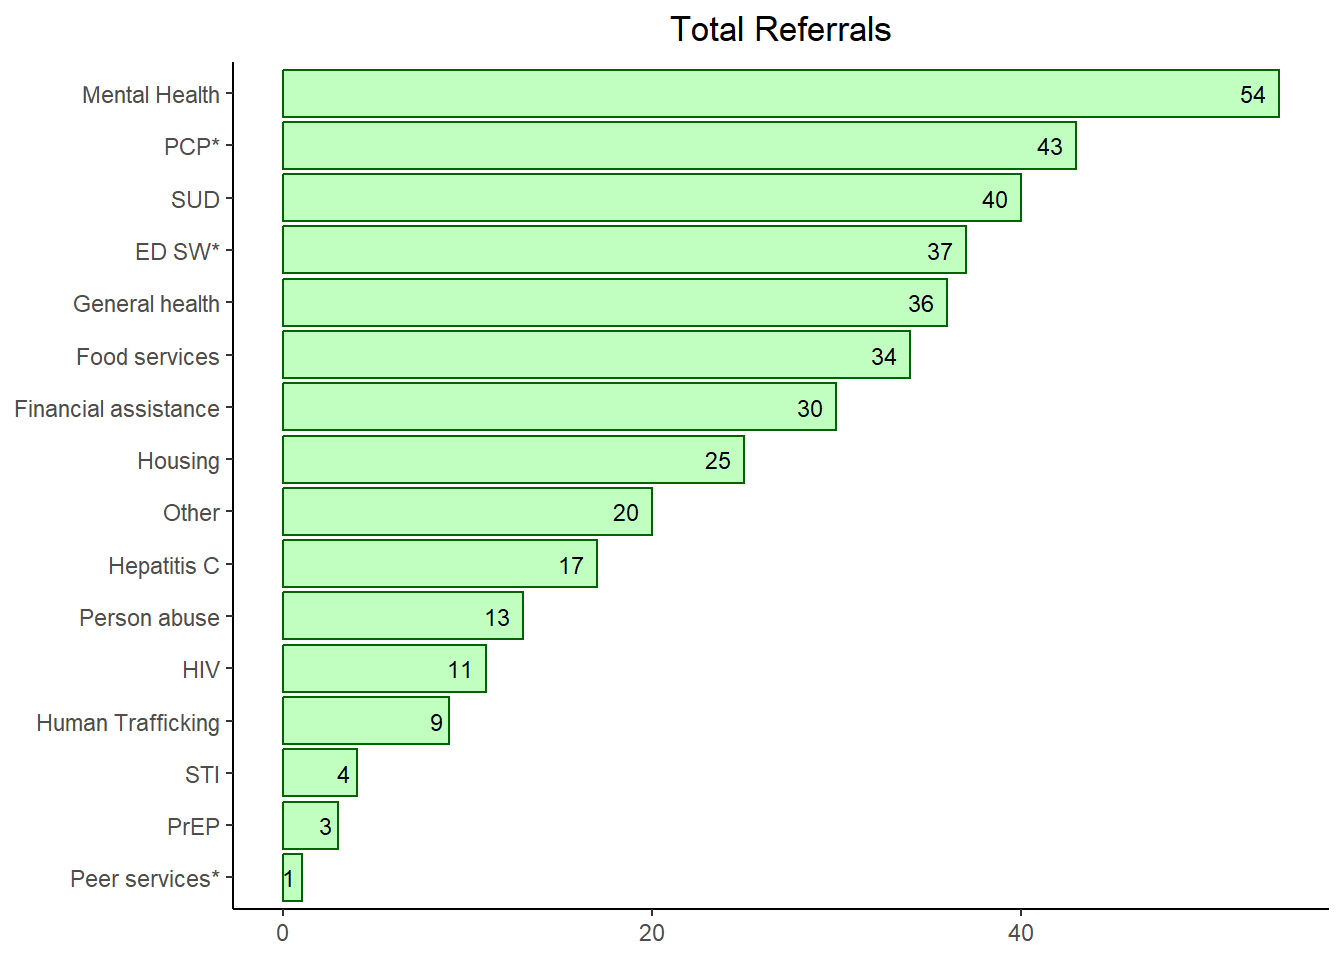 Total Referrals
Mental Health 54
PCP* 43
SUD 40
ED SW* 37
General health 36
Food services 34
Financial assistance 30
Housing 25
Other 20
Hepatitis C 17
Person abuse 13
HIV 11
Human Trafficking 9
STI 4
PrEP 3
Peer services* 1
0 20 40